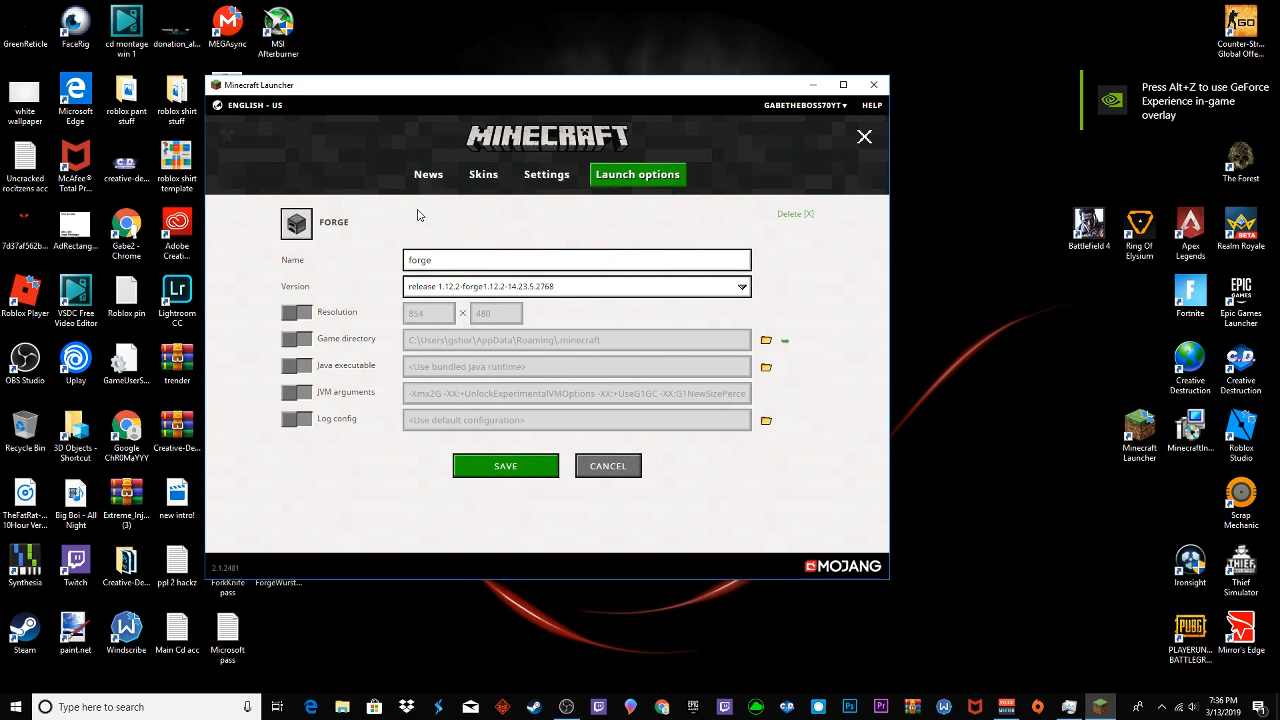 GreenReticle
FaceRig
cd montage
win 1
donation_al...
MEGAsync
MSI
Afterburner
white
wallpaper
Microsoft
Edge
roblox pant
stuff
roblox shirt
stuff
Uncracked
rocitzens acc
McAfee®
Total Pr...
creative-de...
roblox shirt
template
7d37af562b...
AdRectang...
Gabe2 -
Chrome
Adobe
Creati...
Roblox Player
VSDC Free
Video Editor
Roblox pin
Lightroom
CC
OBS Studio
Uplay
GameUserS...
trender
Recycle Bin
3D Objects -
Shortcut
Google
ChR0MaYYY
Creative-De...
TheFatRat-...
10Hour Ver...
Big Boi - All
Night
Extreme_Inj...
(3)
new intro!
Synthesia
Twitch
Creative-De...
ppl 2 hackz
ForkKnife
pass
ForgeWurst...
Steam
paint.net
Windscribe
Main Cd acc
Microsoft
pass
Minecraft Launcher
ENGLISH - US
GABETHEBOSS70YT
HELP
MINECRAFT
News
Skins
Settings
Launch options
FORGE
Delete [X]
Name
forge
Version
release 1.12.2-forge1.12.2-14.23.5.2768
Resolution
854 × 480
Game directory
C:\Users\gshor\AppData\Roaming\.minecraft
Java executable
<Use bundled Java runtime>
JVM arguments
-Xmx2G -XX:+UnlockExperimentalVMOptions -XX:+UseG1GC -XX:G1NewSizePerce
Log config
<Use default configuration>
SAVE
CANCEL
2.1.2481
MOJANG
GO
Counter-Str...
Global Offe...
Press Alt+Z to use GeForce
Experience in-game
overlay
The Forest
Battlefield 4
Ring Of
Elysium
Apex
Legends
BETA
Realm Royale
Fortnite
EPIC
GAMES
Epic Games
Launcher
Creative
Destruction
C.D.
Creative
Destruction
Minecraft
Launcher
MinecraftIn...
Roblox
Studio
Scrap
Mechanic
Ironsight
THIEF
Thief
Simulator
PUBG
PLAYERUN...
BATTLEGR...
Mirror's Edge
Type here to search
7:36 PM
3/13/2019